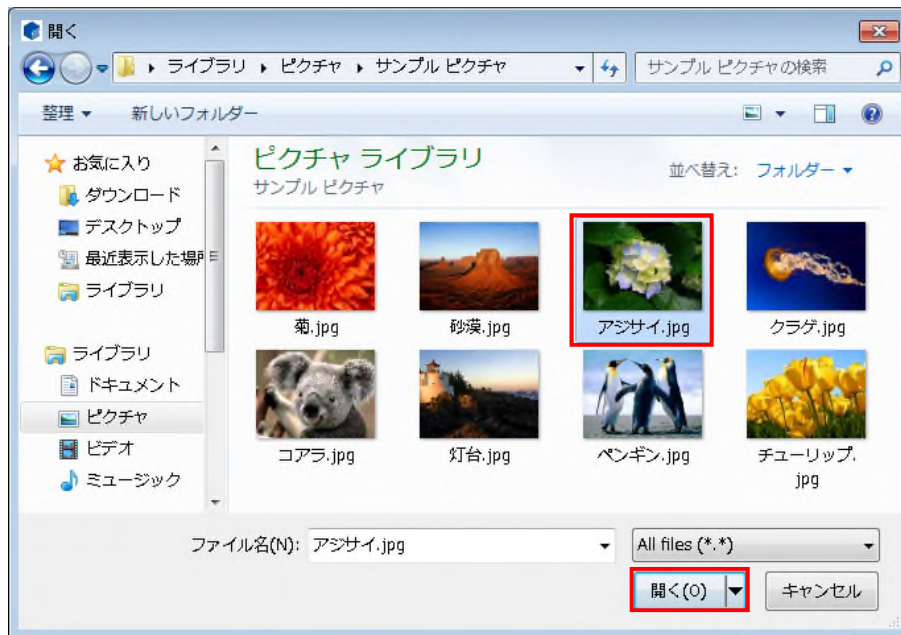 開く
ライブラリ ピクチャ サンプル ピクチャ
サンプル ピクチャの検索
整理 新しいフォルダー
お気に入り
ダウンロード
デスクトップ
最近表示した場所
ライブラリ
ライブラリ
ドキュメント
ピクチャ
ビデオ
ミュージック
ピクチャ ライブラリ
サンプル ピクチャ
並べ替え: フォルダー
菊.jpg
砂漠.jpg
アジサイ.jpg
クラゲ.jpg
コアラ.jpg
灯台.jpg
ペンギン.jpg
チューリップ.
jpg
ファイル名(N): アジサイ.jpg
All files (*.*)
開く(O)
キャンセル